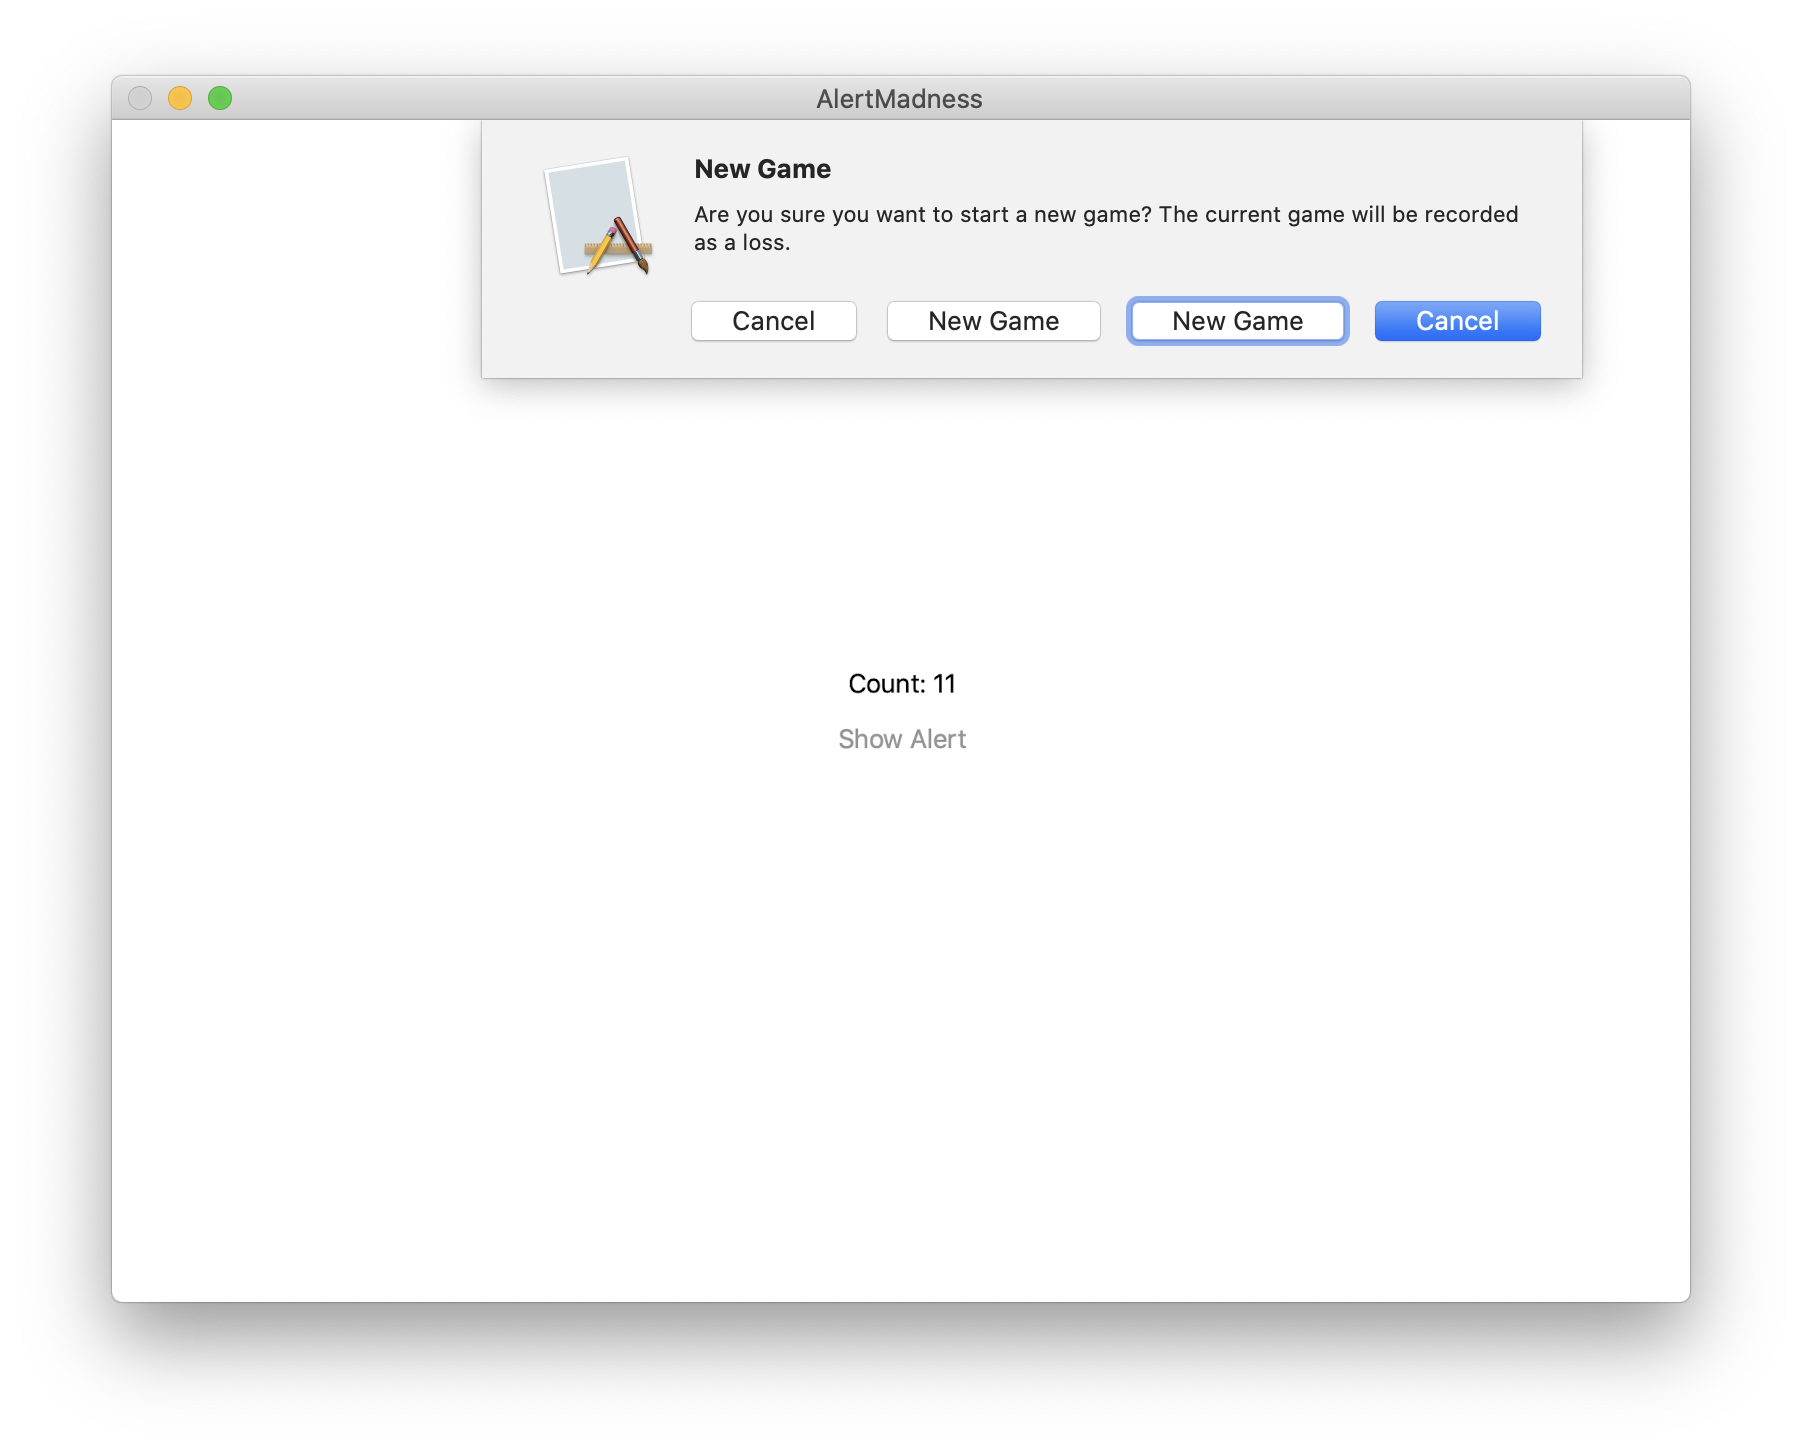 AlertMadness
New Game
Are you sure you want to start a new game? The current game will be recorded
as a loss.
Cancel New Game New Game Cancel
Count: 11
Show Alert